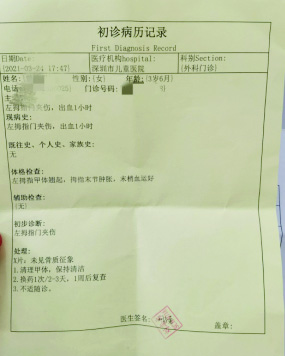 初诊病历记录
First Diagnosis Record
日期Date: 医疗机构hospital: 科别Section:
(2021-03-24 17:47) 深圳市儿童医院 (外科门诊)
姓名: 性别:(女) 年龄:(3岁6月)
电话 门诊号码:
主
左拇指门夹伤，出血1小时
现病史:
左拇指门夹伤，出血1小时
既往史、个人史、家族史:
无
体格检查:
左拇指甲体翘起，拇指末节肿胀，末梢血运好
辅助检查:
(无)
初步诊断:
左拇指门夹伤
处理:
X片：未见骨质征象
1.清理甲体，保持清洁
2.换药1次/2-3天，1周后复查
3.不适随诊。
医生签名: 盖章: